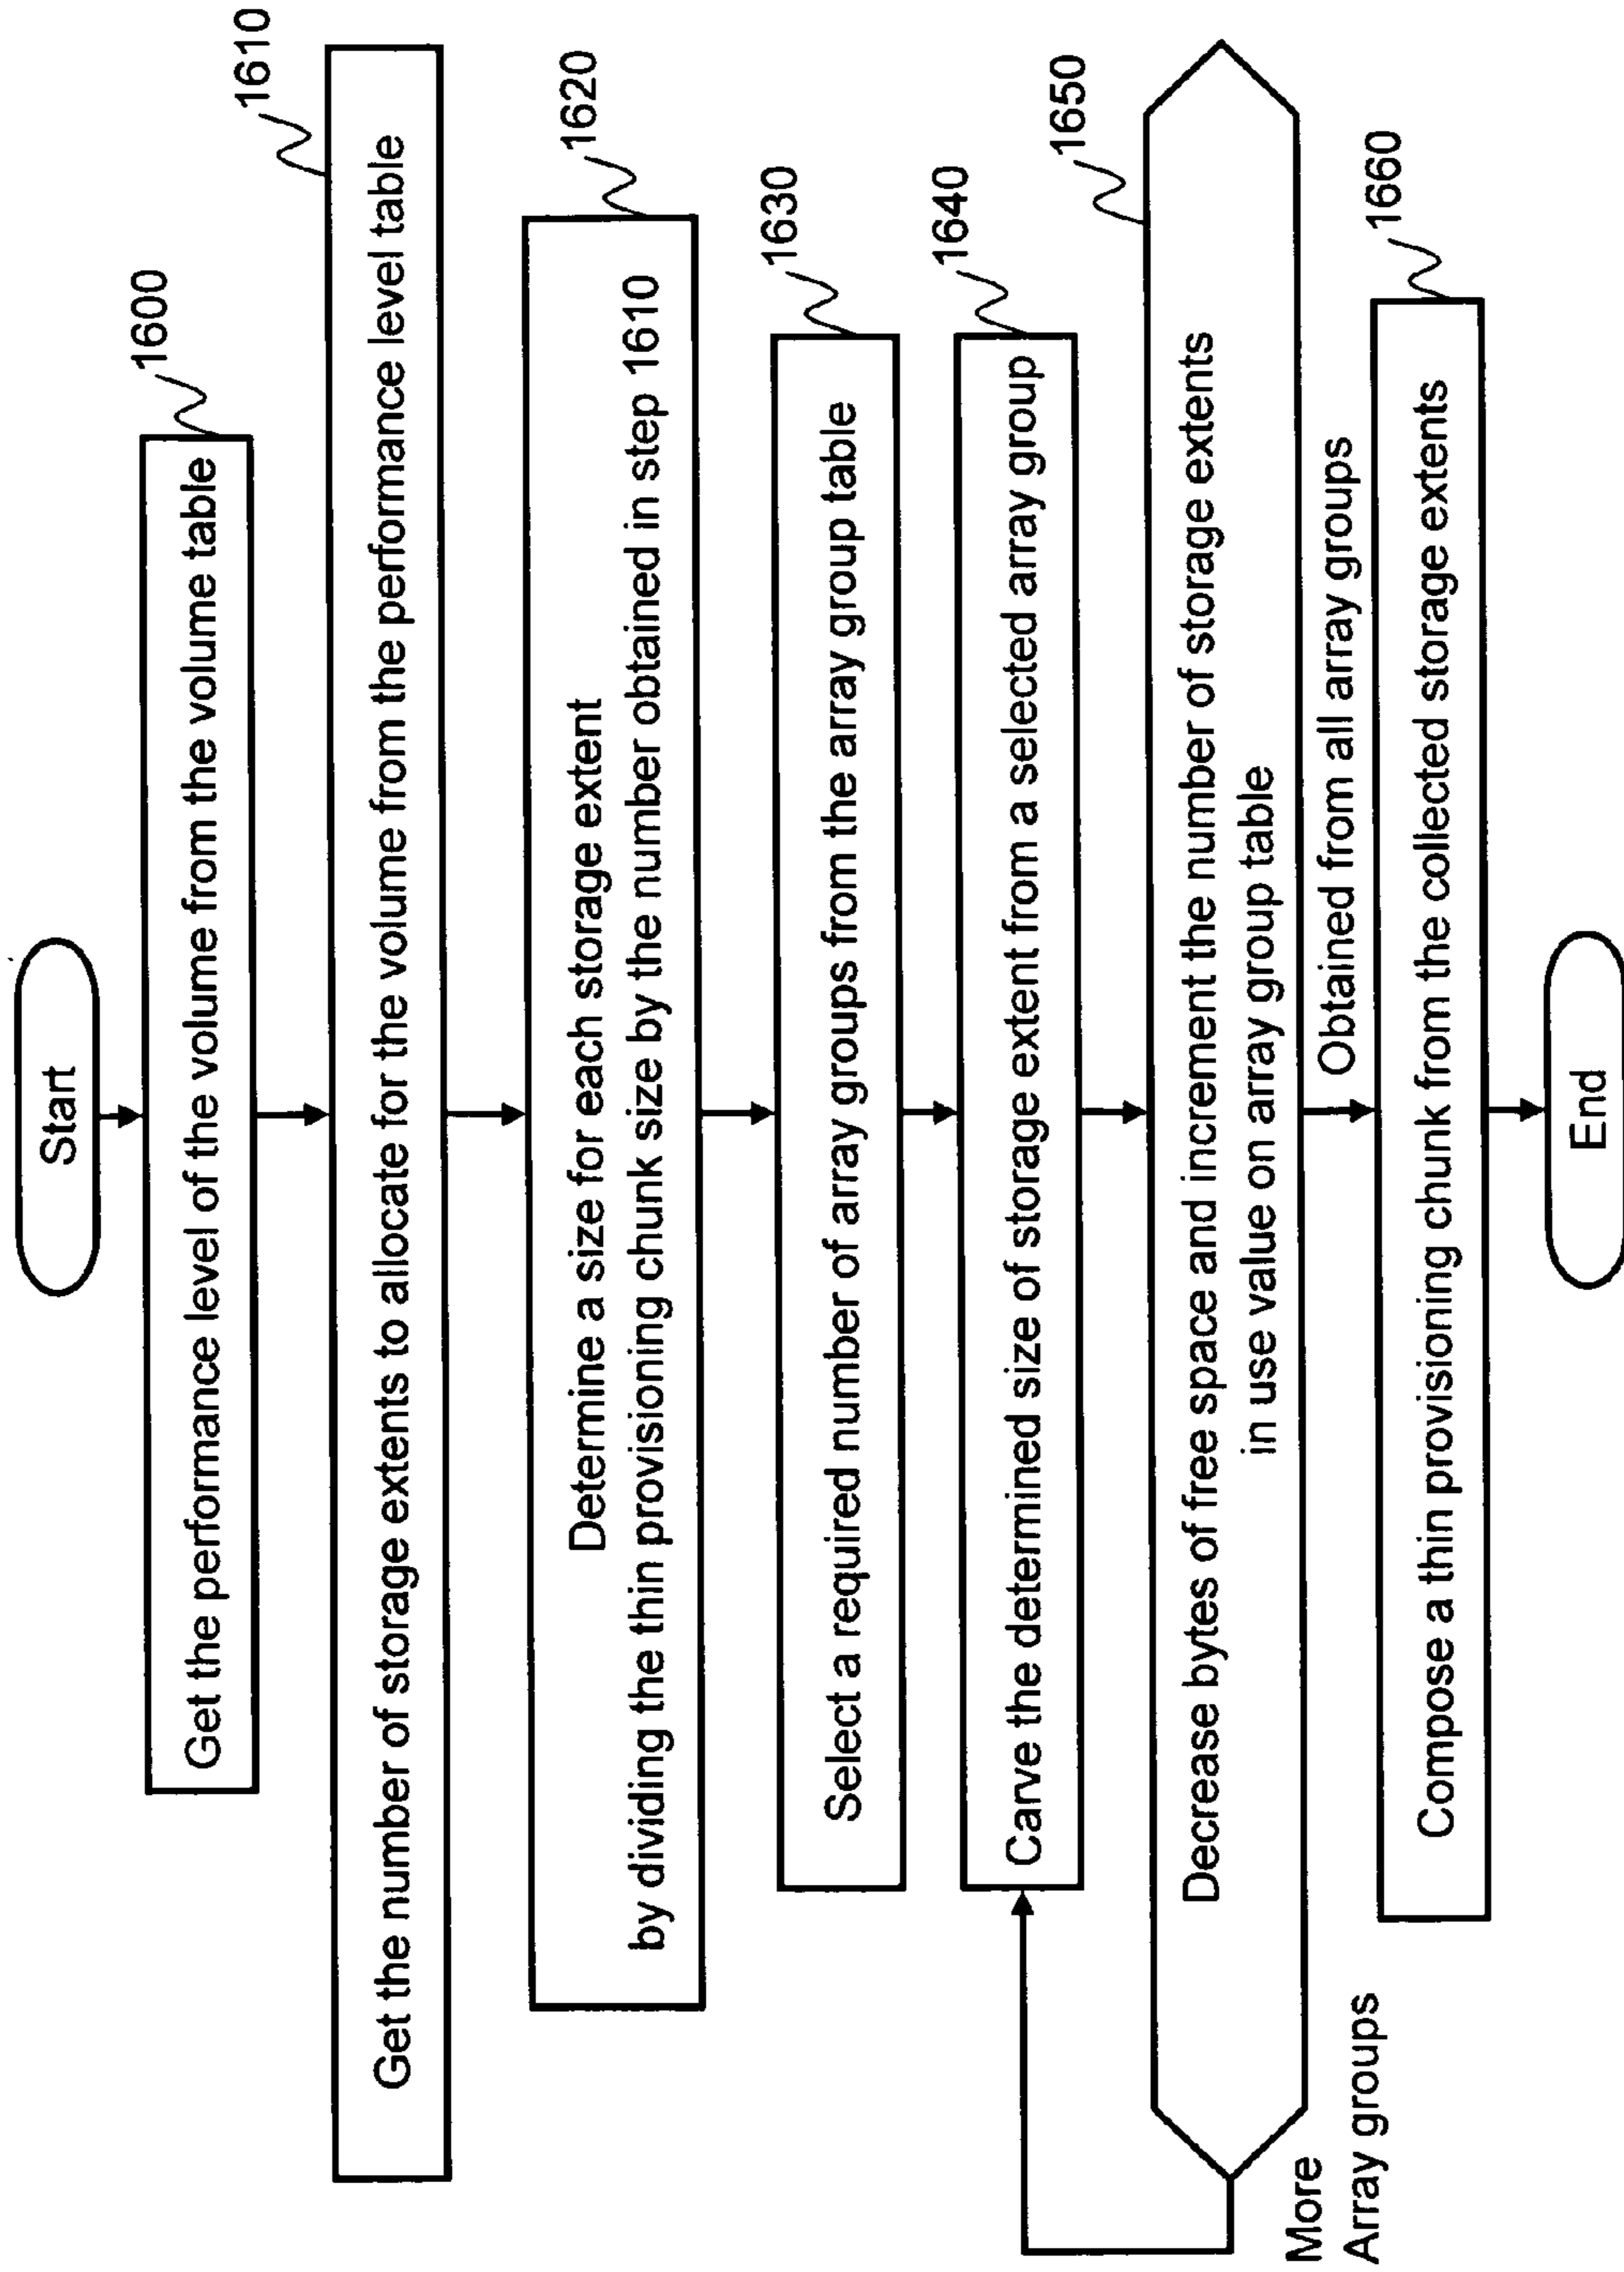 Start
1600
Get the performance level of the volume from the volume table
1610
Get the number of storage extents to allocate for the volume from the performance level table
1620
Determine a size for each storage extent
by dividing the thin provisioning chunk size by the number obtained in step 1610
1630
Select a required number of array groups from the array group table
1640
Carve the determined size of storage extent from a selected array group
1650
Decrease bytes of free space and increment the number of storage extents
in use value on array group table
More
Array groups
Obtained from all array groups
1660
Compose a thin provisioning chunk from the collected storage extents
End